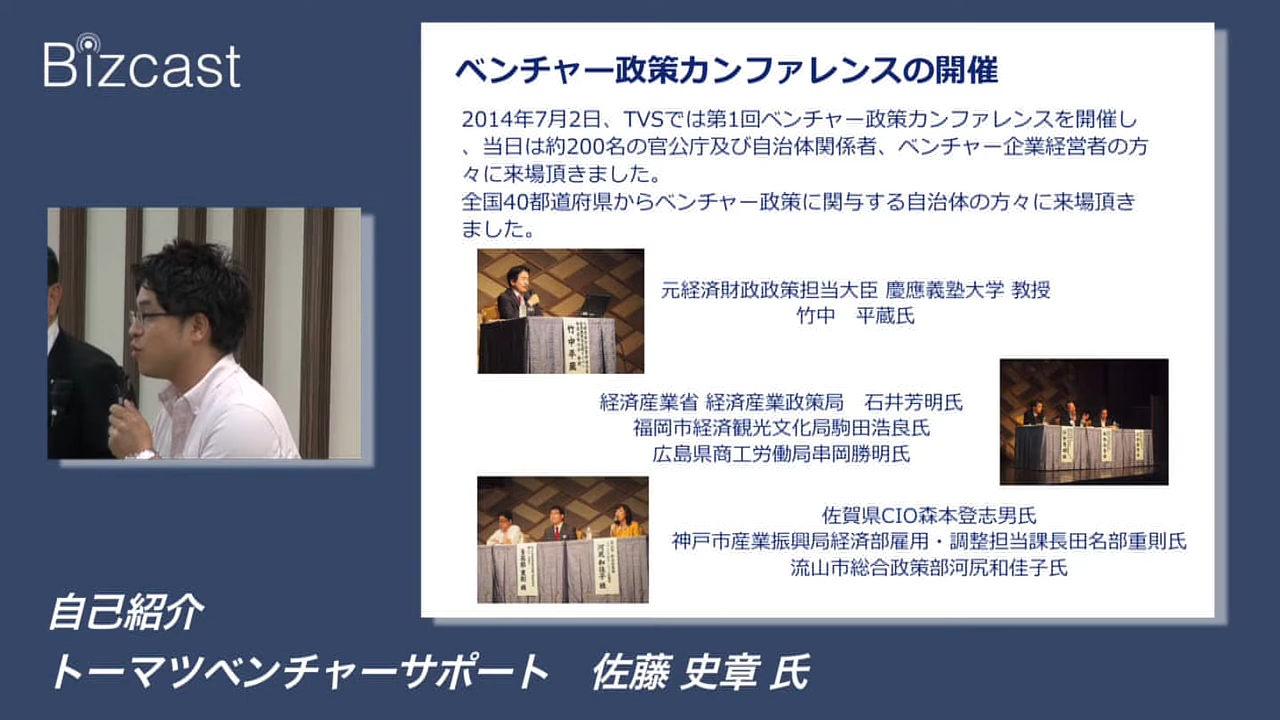 Bizcast
ベンチャー政策カンファレンスの開催
2014年7月2日、TVSでは第1回ベンチャー政策カンファレンスを開催し
、当日は約200名の官公庁及び自治体関係者、ベンチャー企業経営者の方
々に来場頂きました。
全国40都道府県からベンチャー政策に関与する自治体の方々に来場頂き
ました。
元経済財政政策担当大臣 慶應義塾大学 教授
竹中　平蔵氏
竹中平蔵
経済産業省 経済産業政策局　石井芳明氏
福岡市経済観光文化局駒田浩良氏
広島県商工労働局串岡勝明氏
佐賀県CIO森本登志男氏
神戸市産業振興局経済部雇用・調整担当課長田名部重則氏
流山市総合政策部河尻和佳子氏
河尻和佳子 様
自己紹介
トーマツベンチャーサポート　佐藤 史章 氏